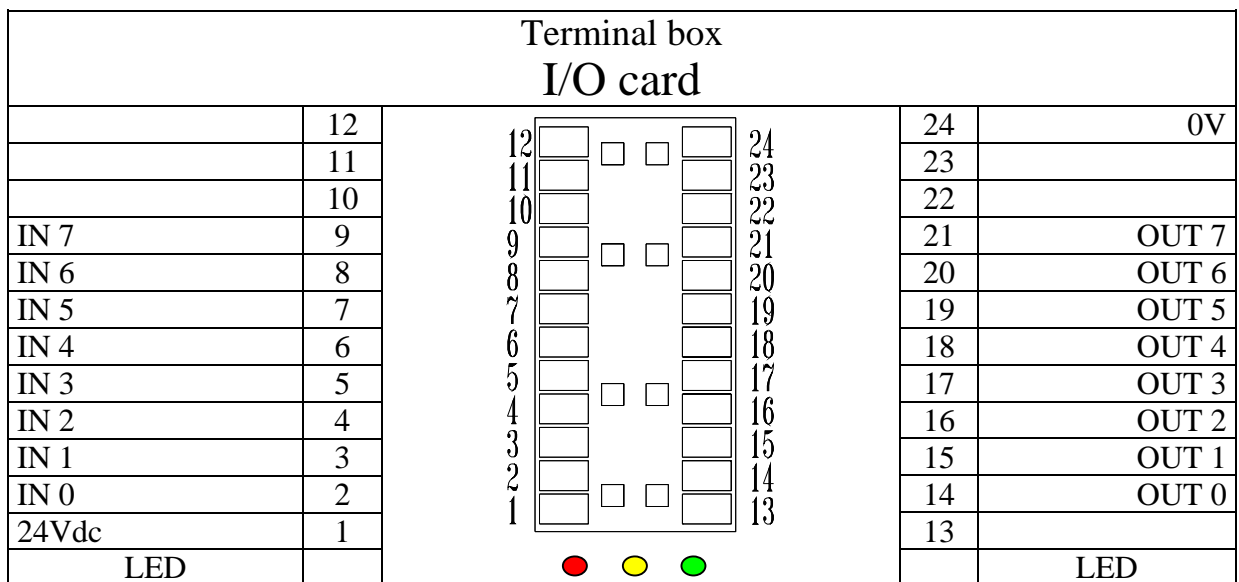 Terminal box
I/O card
12 12 24 24 0V
11 11 23 23
10 10 22 22
IN 7 9 9 21 21 OUT 7
IN 6 8 8 20 20 OUT 6
IN 5 7 7 19 19 OUT 5
IN 4 6 6 18 18 OUT 4
IN 3 5 5 17 17 OUT 3
IN 2 4 4 16 16 OUT 2
IN 1 3 3 15 15 OUT 1
IN 0 2 2 14 14 OUT 0
24Vdc 1 1 13 13
LED LED